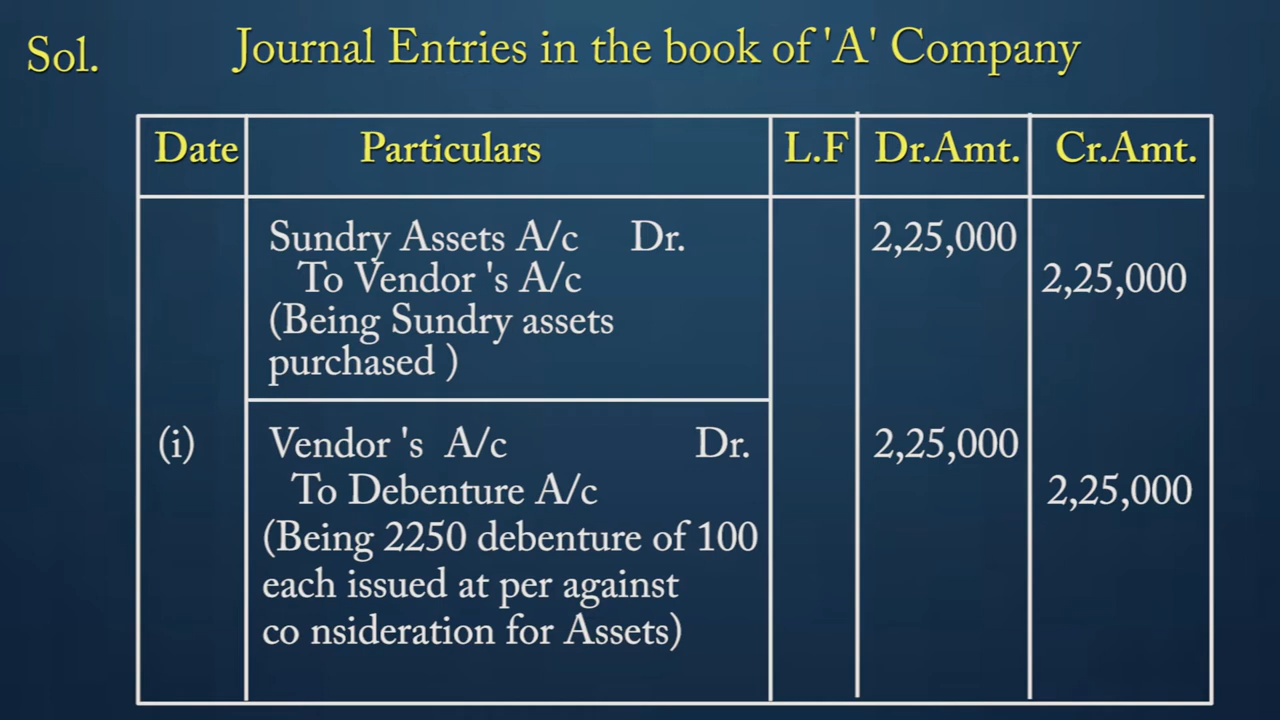 Sol.
Journal Entries in the book of 'A' Company
Date Particulars L.F Dr.Amt. Cr.Amt.
Sundry Assets A/c Dr. 2,25,000
To Vendor 's A/c 2,25,000
(Being Sundry assets
purchased )
(i) Vendor 's A/c Dr. 2,25,000
To Debenture A/c 2,25,000
(Being 2250 debenture of 100
each issued at per against
co nsideration for Assets)